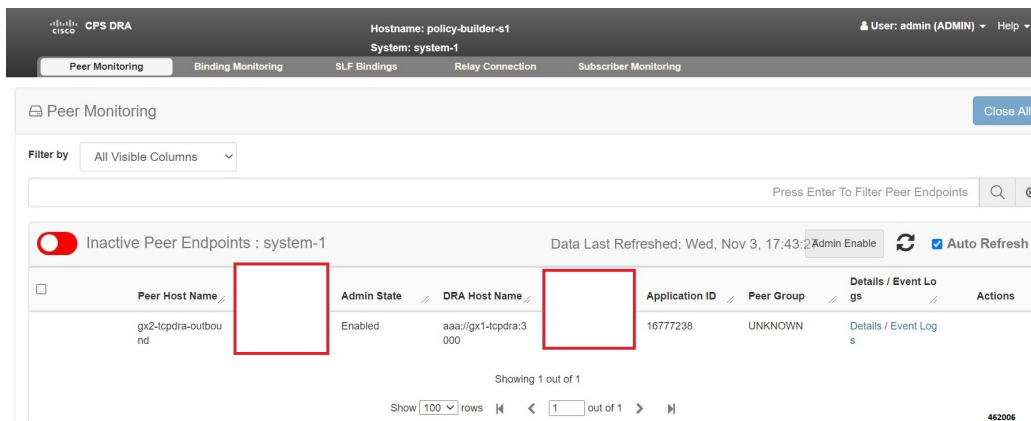 cisco CPS DRA
Hostname: policy-builder-s1
System: system-1
User: admin (ADMIN) Help
Peer Monitoring Binding Monitoring SLF Bindings Relay Connection Subscriber Monitoring
Peer Monitoring
Close All
Filter by All Visible Columns
Press Enter To Filter Peer Endpoints
Inactive Peer Endpoints : system-1 Data Last Refreshed: Wed, Nov 3, 17:43:2 Admin Enable Auto Refresh
Peer Host Name Admin State DRA Host Name Application ID Peer Group Details / Event Lo
gs Actions
gx2-tcpdra-outbou
nd Enabled aaa://gx1-tcpdra:3
000 16777238 UNKNOWN Details / Event Log
s
Showing 1 out of 1
Show 100 rows 1 out of 1
462006